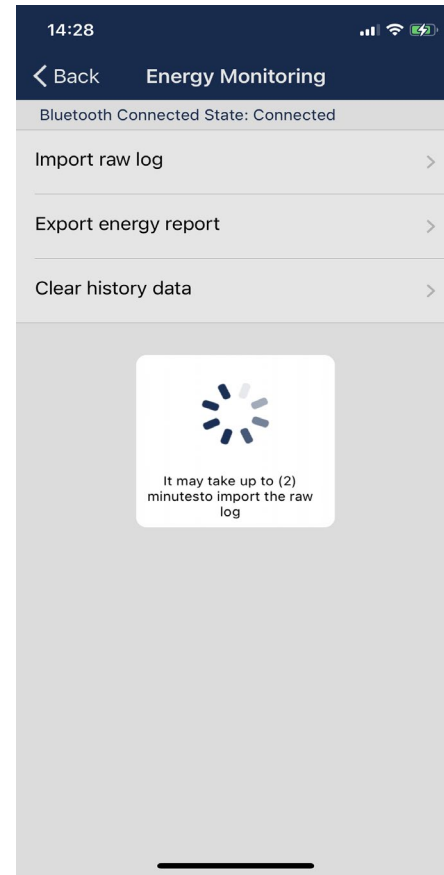 14:28
Back Energy Monitoring
Bluetooth Connected State: Connected
Import raw log
Export energy report
Clear history data
It may take up to (2)
minutesto import the raw
log